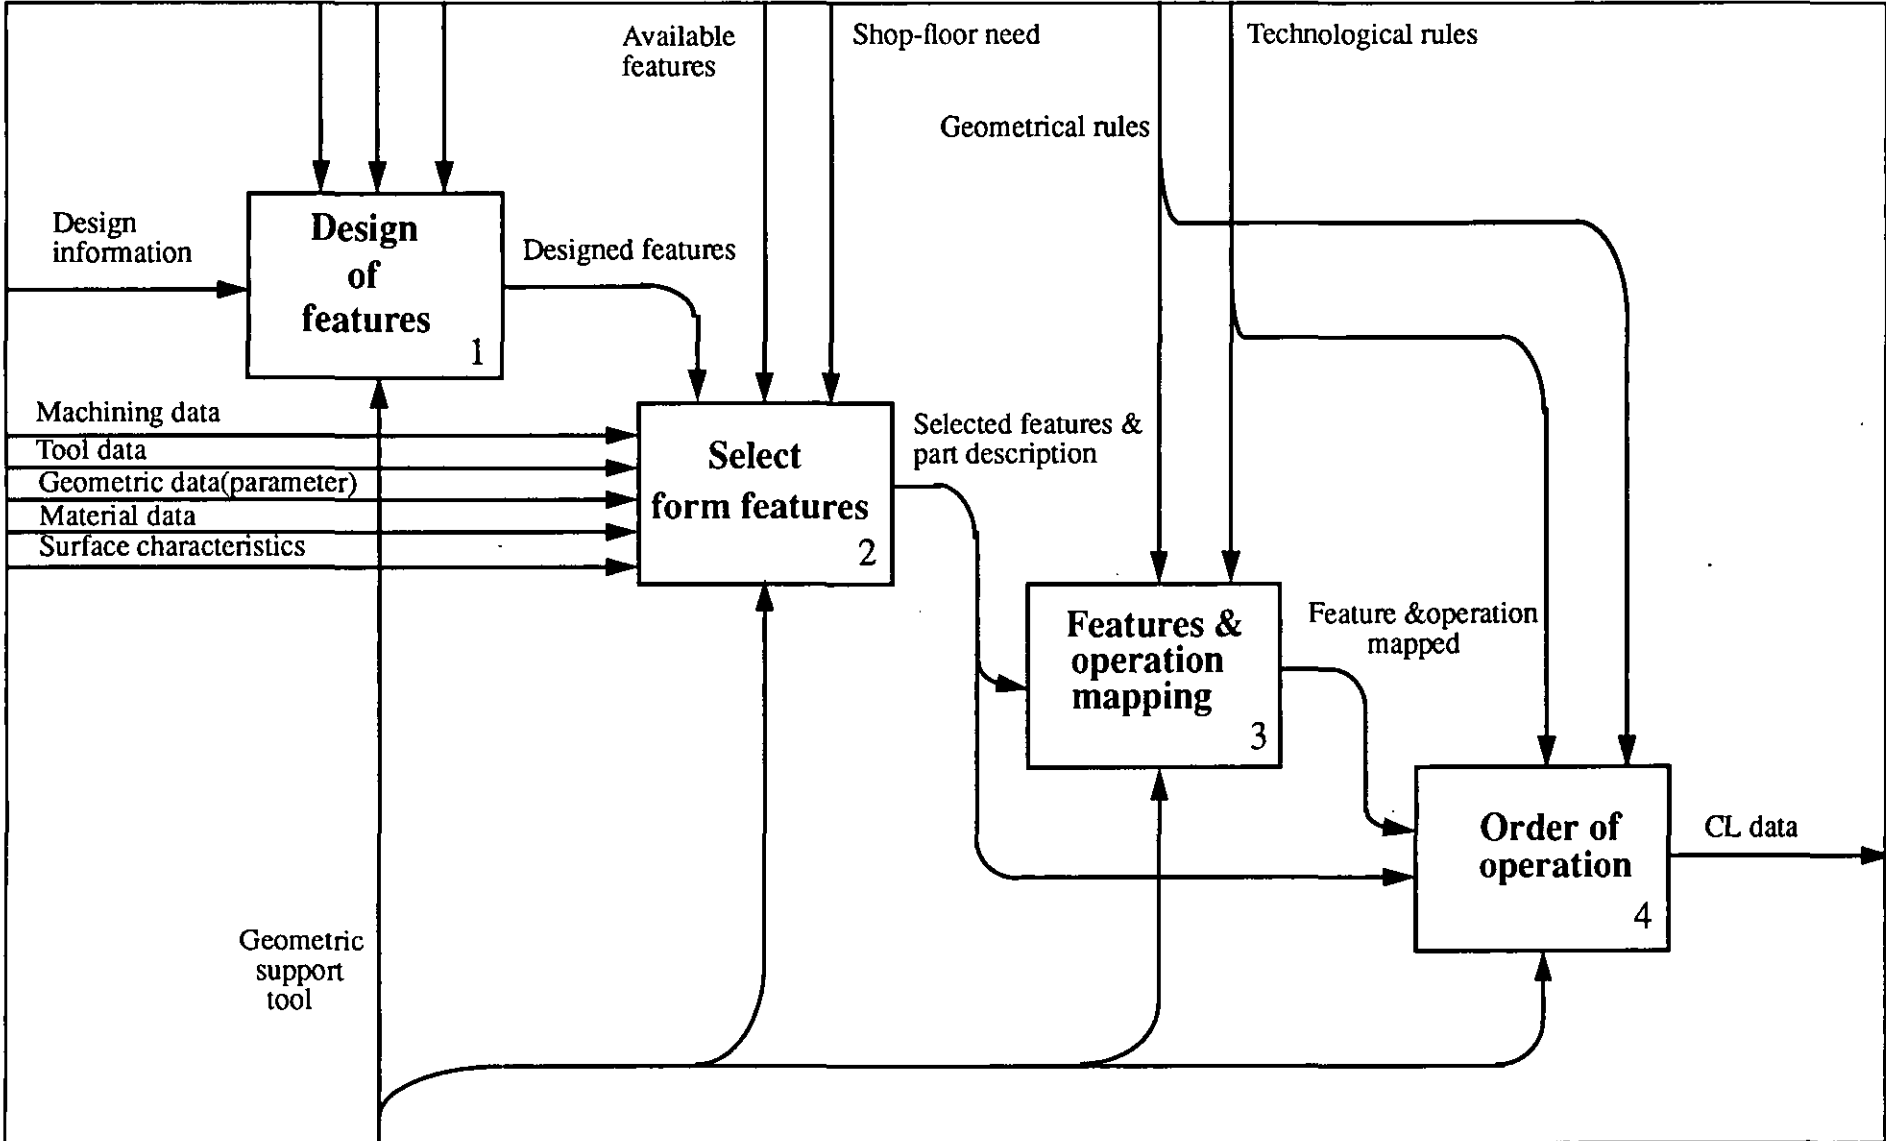 Available
features
Shop-floor need
Technological rules
Geometrical rules
Design
information
Design
of
features
1
Designed features
Machining data
Tool data
Geometric data(parameter)
Material data
Surface characteristics
Select
form features
2
Selected features &
part description
Features &
operation
mapping
3
Feature &operation
mapped
Order of
operation
4
CL data
Geometric
support
tool